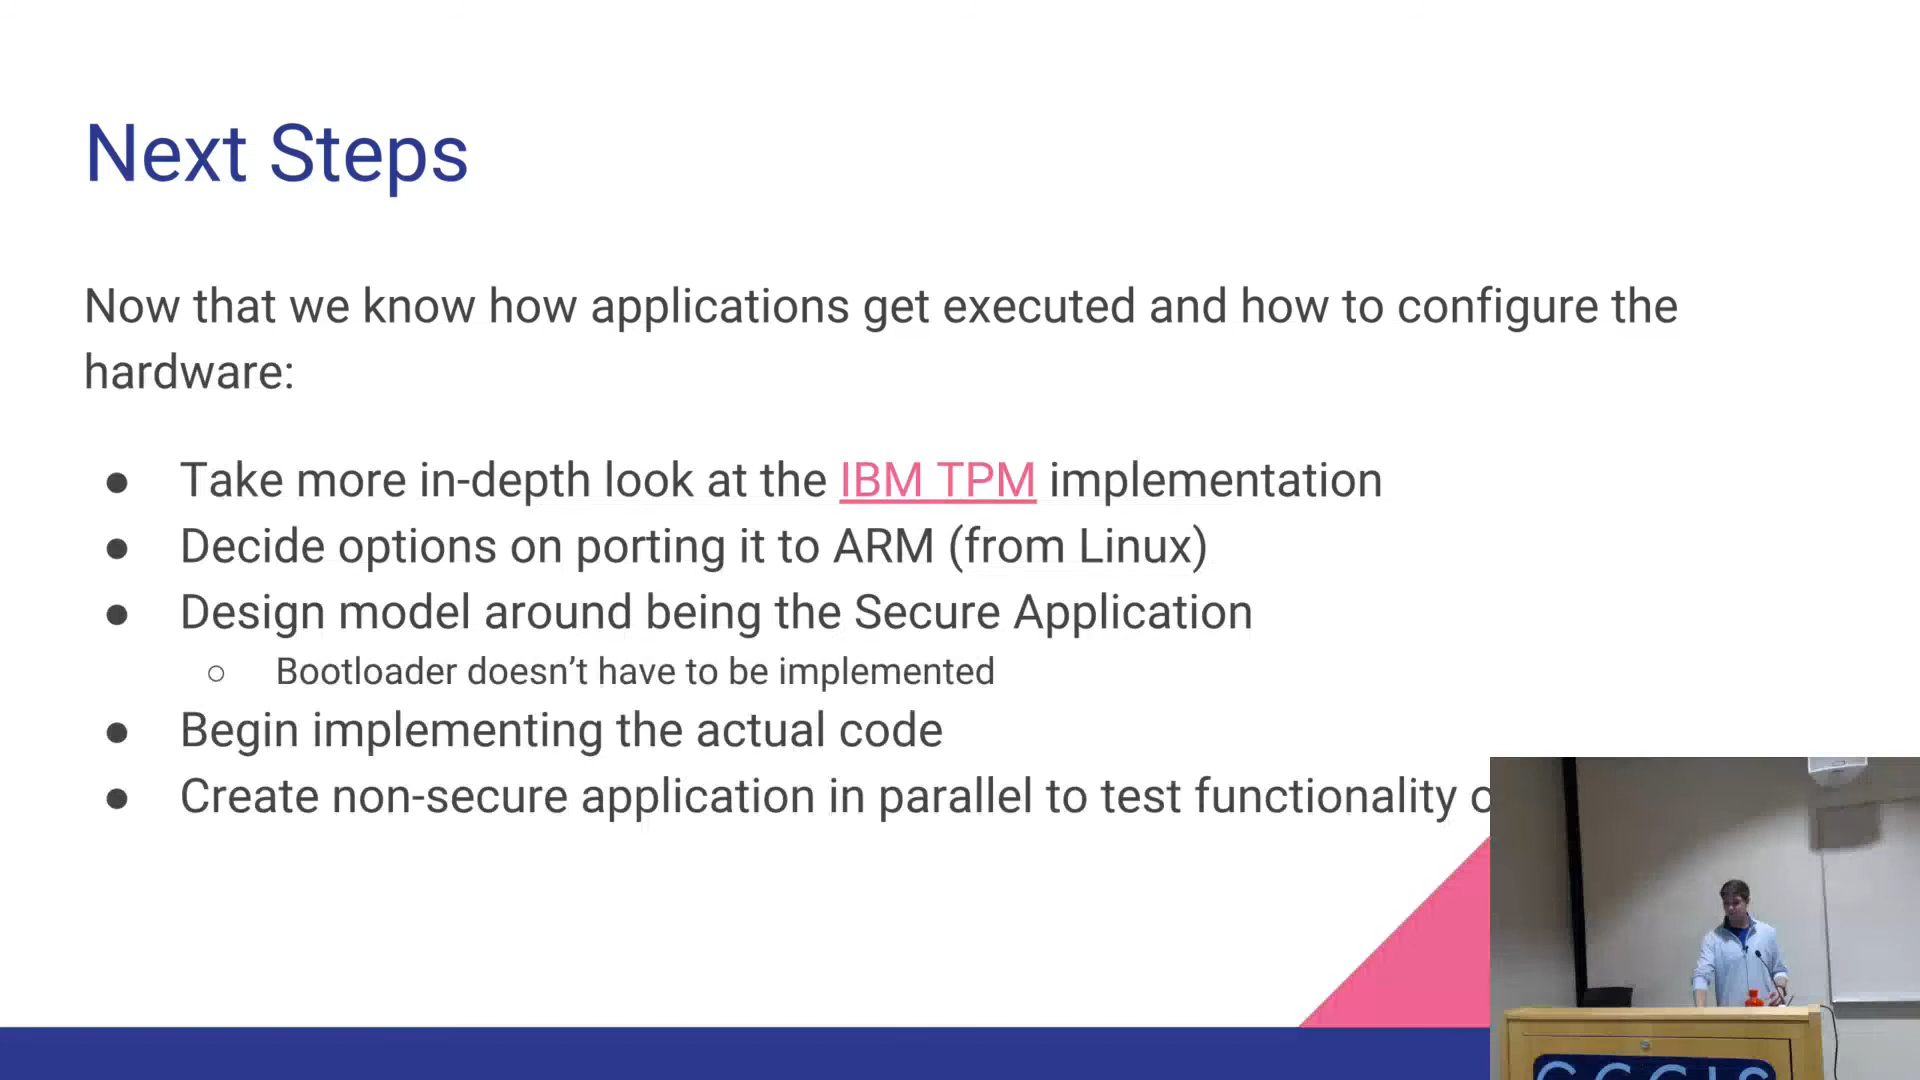 Next Steps
Now that we know how applications get executed and how to configure the
hardware:
● Take more in-depth look at the IBM TPM implementation
● Decide options on porting it to ARM (from Linux)
● Design model around being the Secure Application
○ Bootloader doesn’t have to be implemented
● Begin implementing the actual code
● Create non-secure application in parallel to test functionality